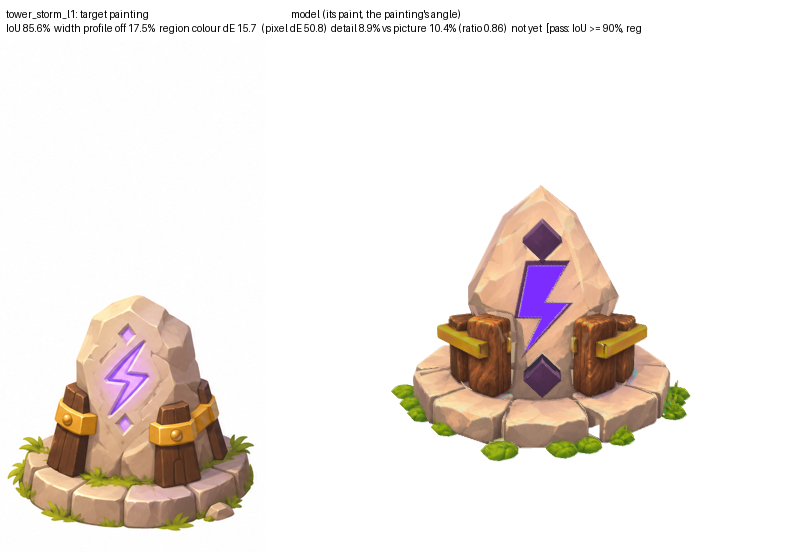 tower_storm_l1: target painting
model (its paint, the painting's angle)
IoU 85.6% width profile off 17.5% region colour dE 15.7 (pixel dE 50.8) detail 8.9% vs picture 10.4% (ratio 0.86) not yet [pass: IoU >= 90%, reg